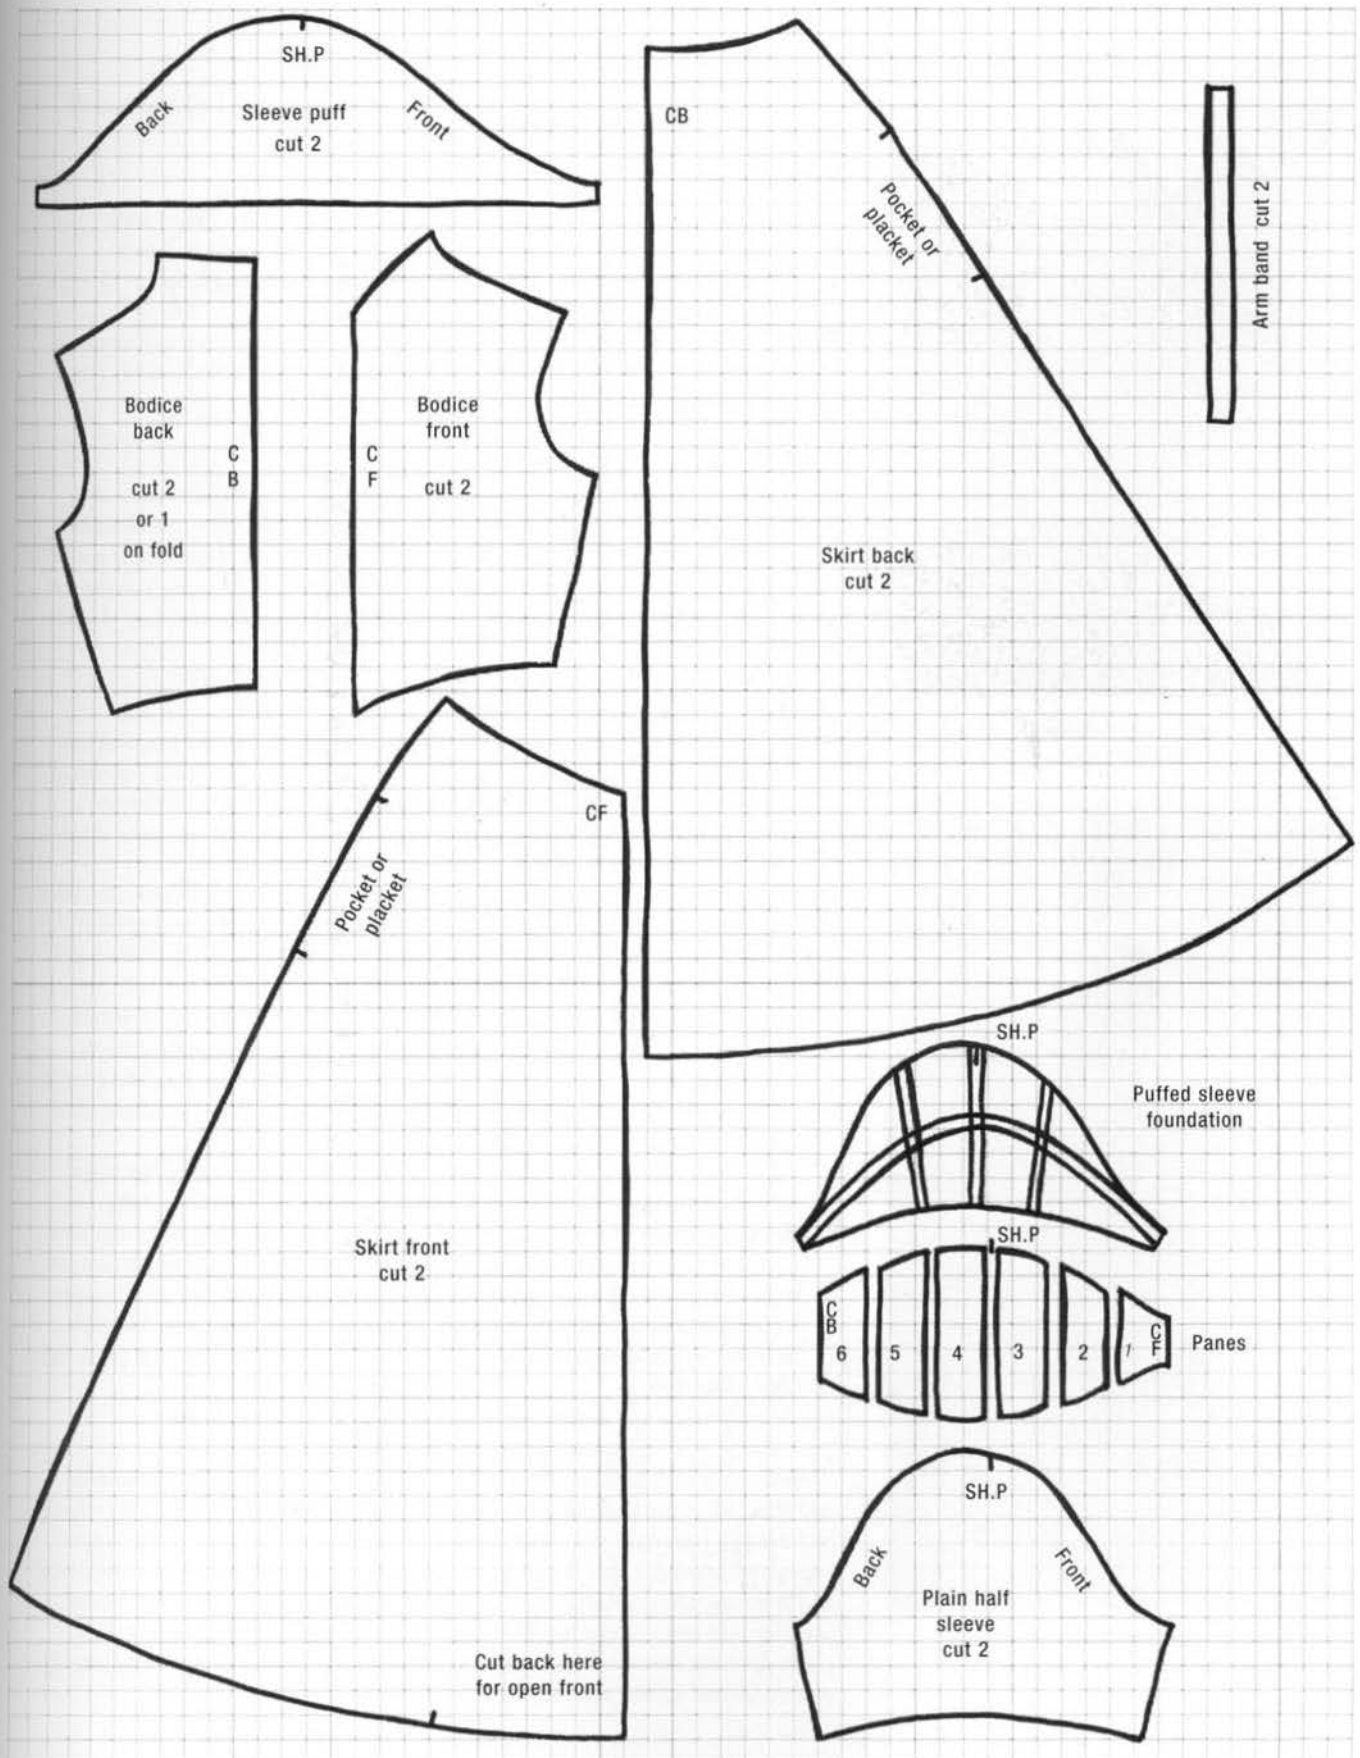 SH.P
Back
Sleeve puff
cut 2
Front
CB
Pocket or
placket
Arm band cut 2
Bodice
back
C
B
cut 2
or 1
on fold
Bodice
front
C
F
cut 2
Skirt back
cut 2
CF
Pocket or
placket
Skirt front
cut 2
Cut back here
for open front
SH.P
Puffed sleeve
foundation
SH.P
C
B
6
5
4
3
2
1
C
F
Panes
SH.P
Back
Front
Plain half
sleeve
cut 2